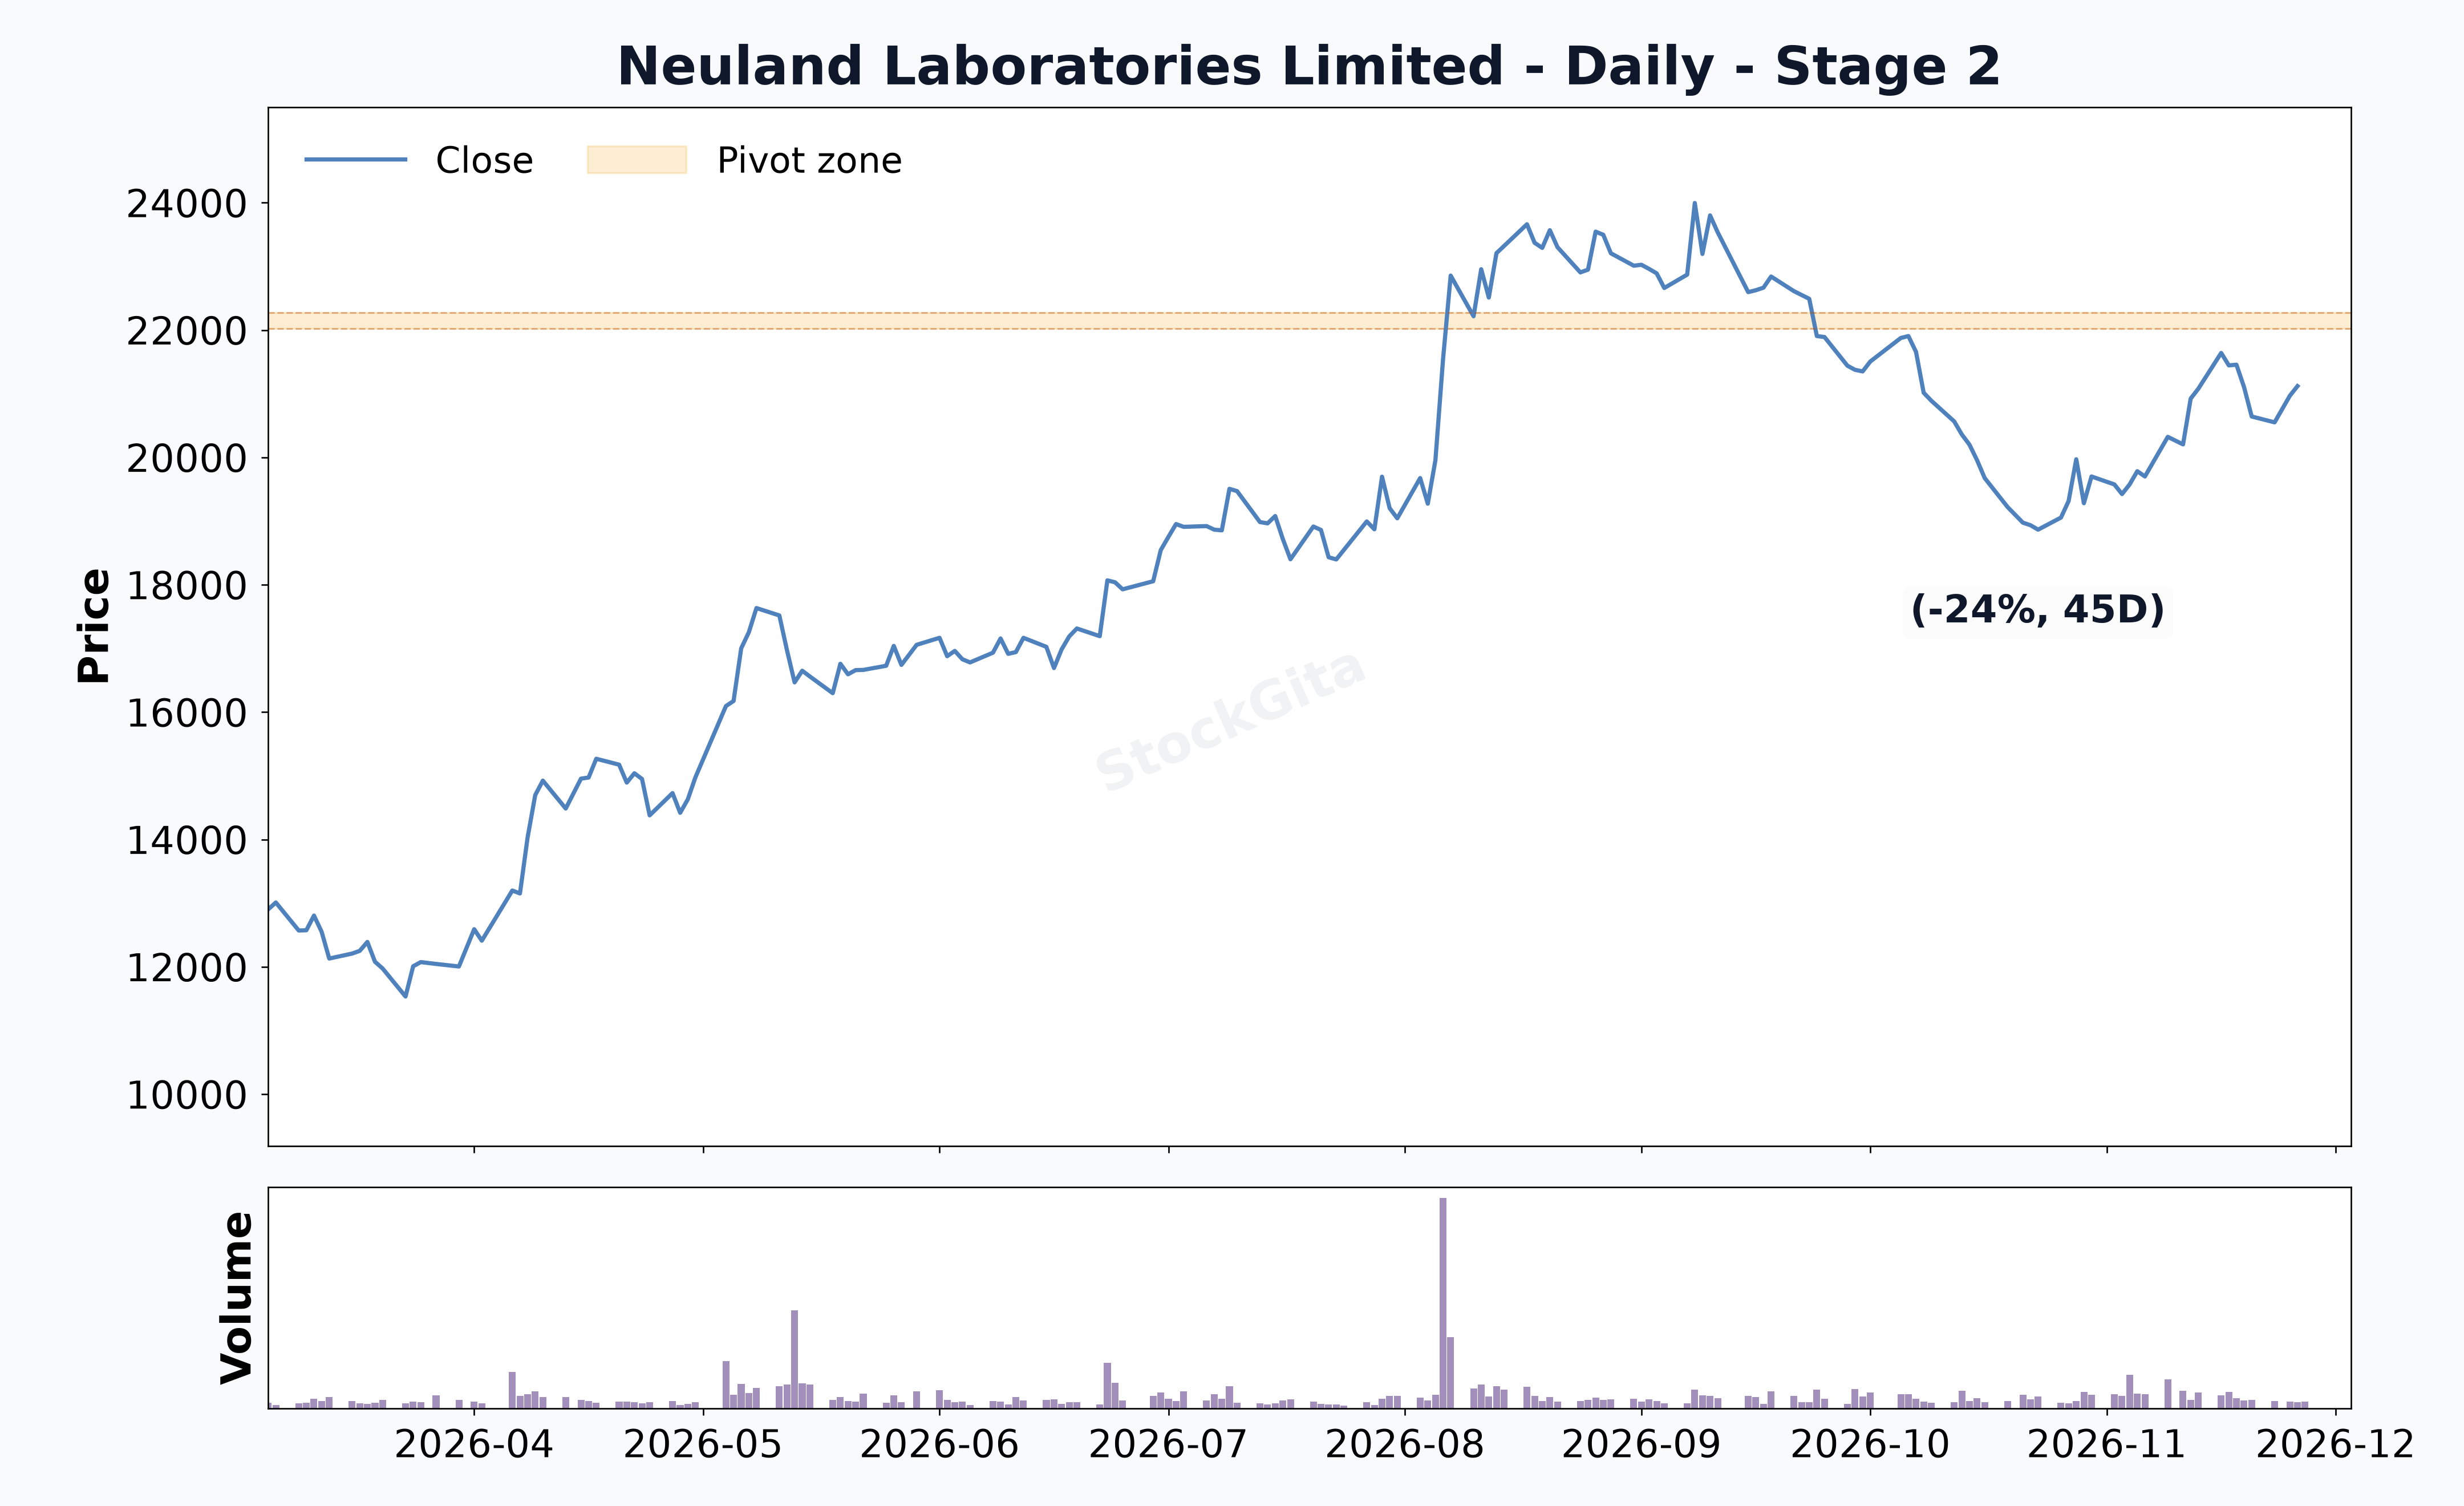 Neuland Laboratories Limited - Daily - Stage 2
Close
Pivot zone
24000
22000
20000
18000
16000
14000
12000
10000
Price
(-24%, 45D)
StockGita
Volume
2026-04
2026-05
2026-06
2026-07
2026-08
2026-09
2026-10
2026-11
2026-12